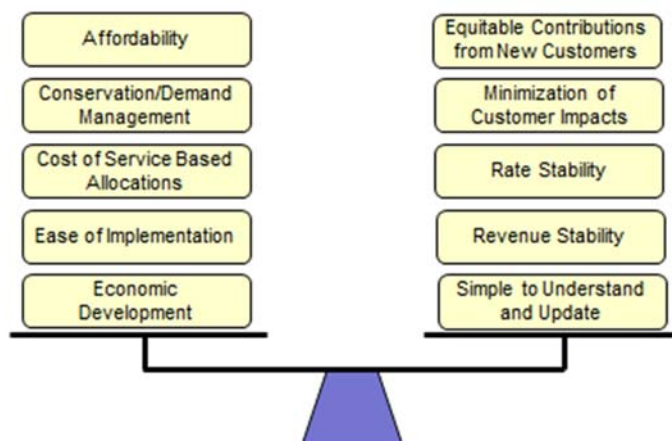 Affordability
Conservation/Demand
Management
Cost of Service Based
Allocations
Ease of Implementation
Economic
Development
Equitable Contributions
from New Customers
Minimization of
Customer Impacts
Rate Stability
Revenue Stability
Simple to Understand
and Update